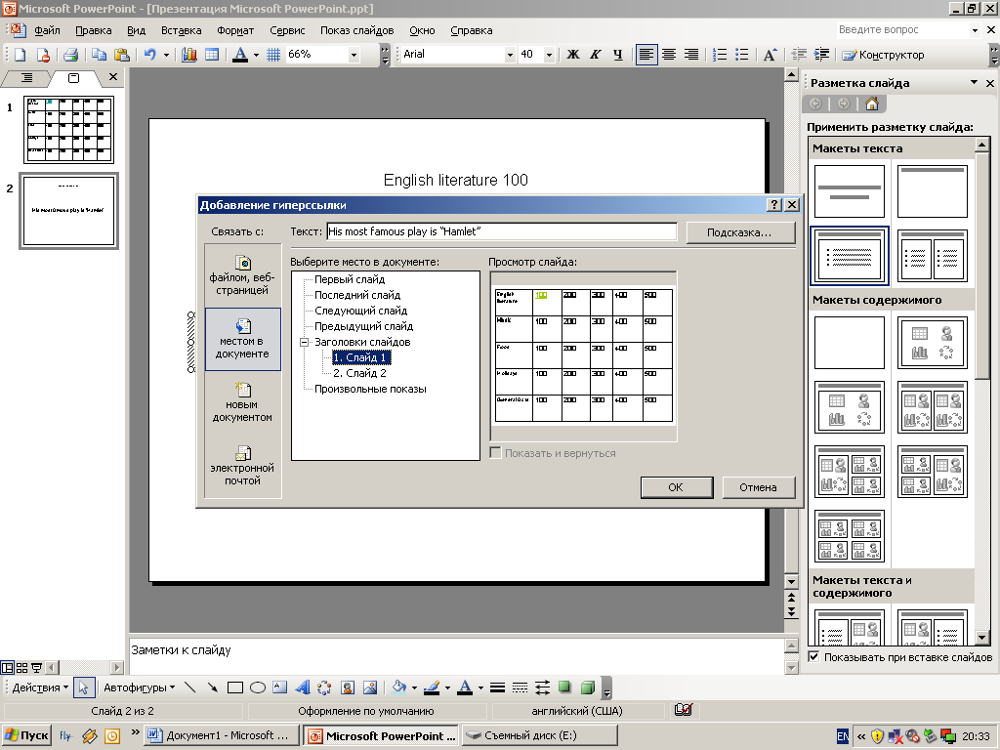 Microsoft PowerPoint - [Презентация Microsoft PowerPoint.ppt]
Файл Правка Вид Вставка Формат Сервис Показ слайдов Окно Справка Введите вопрос
66% Arial 40 Ж К Ч Конструктор
Разметка слайда
Применить разметку слайда:
Макеты текста
Макеты содержимого
Макеты текста и
содержимого
Показывать при вставке слайдов
1
2
His most famous play is "Hamlet"
English literature 100
Добавление гиперссылки
Связать с: Текст: His most famous play is "Hamlet" Подсказка...
файлом, веб-
страницей
местом в
документе
новым
документом
электронной
почтой
Выберите место в документе:
Первый слайд
Последний слайд
Следующий слайд
Предыдущий слайд
Заголовки слайдов
1. Слайд 1
2. Слайд 2
Произвольные показы
Просмотр слайда:
English
literature 100 200 300 400 500
Music 100 200 300 400 500
Food 100 200 300 400 500
Holidays 100 200 300 400 500
100 200 300 400 500
Показать и вернуться
ОК Отмена
Заметки к слайду
Действия Автофигуры
Слайд 2 из 2 Оформление по умолчанию английский (США)
Пуск fly Документ1 - Microsoft ... Microsoft PowerPoint ... Съемный диск (E:) EN « 20:33